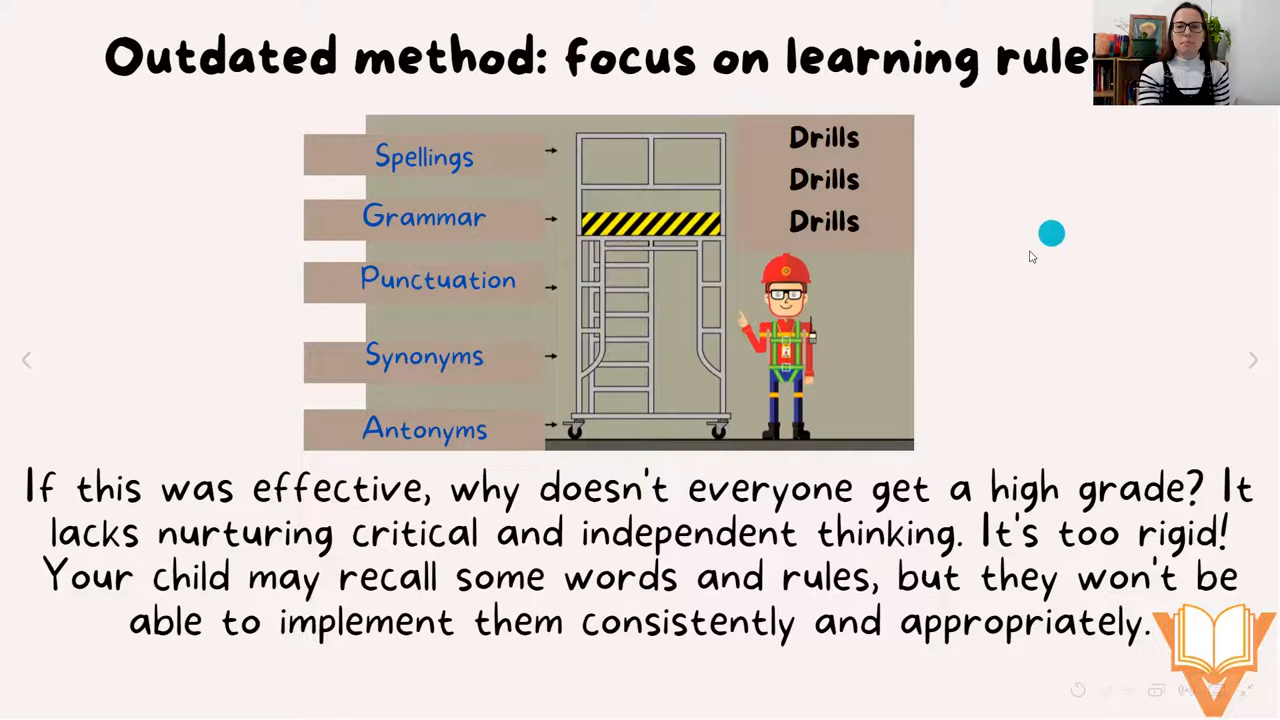 Outdated method: focus on learning rule
Spellings
Grammar
Punctuation
Synonyms
Antonyms
Drills
Drills
Drills
If this was effective, why doesn't everyone get a high grade? It
lacks nurturing critical and independent thinking. It's too rigid!
Your child may recall some words and rules, but they won't be
able to implement them consistently and appropriately.